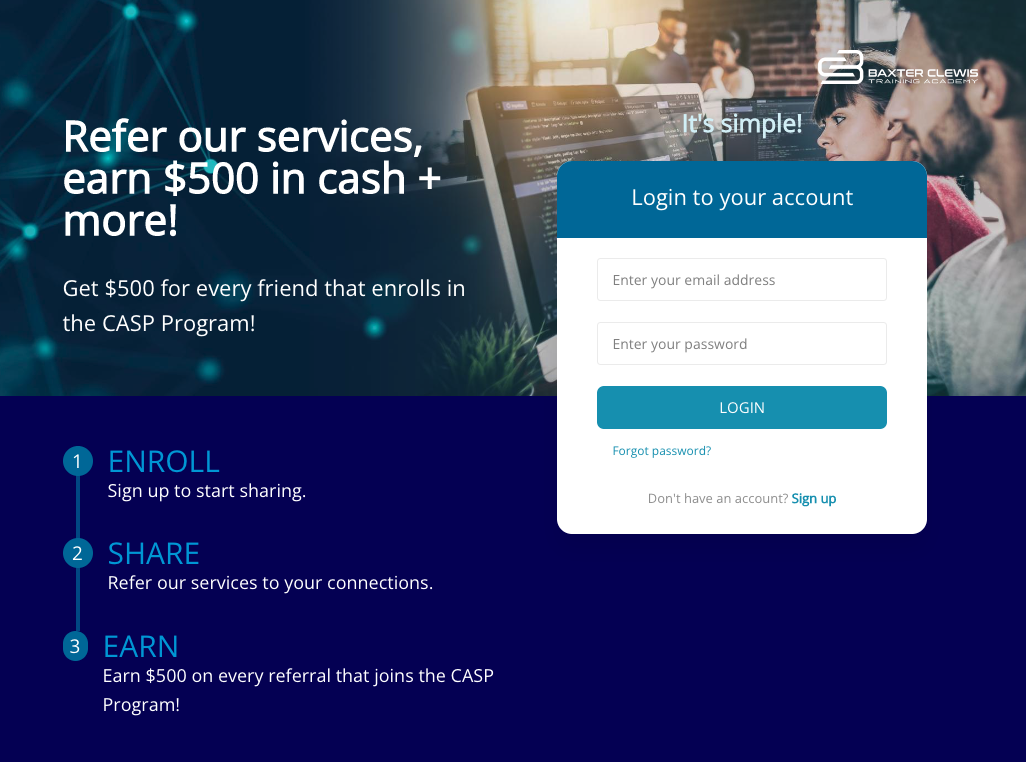 BAXTER CLEWIS
TRAINING ACADEMY
Refer our services,
earn $500 in cash +
more!
Get $500 for every friend that enrolls in
the CASP Program!
It's simple!
Login to your account
Enter your email address
Enter your password
LOGIN
Forgot password?
Don't have an account? Sign up
1 ENROLL
Sign up to start sharing.
2 SHARE
Refer our services to your connections.
3 EARN
Earn $500 on every referral that joins the CASP
Program!